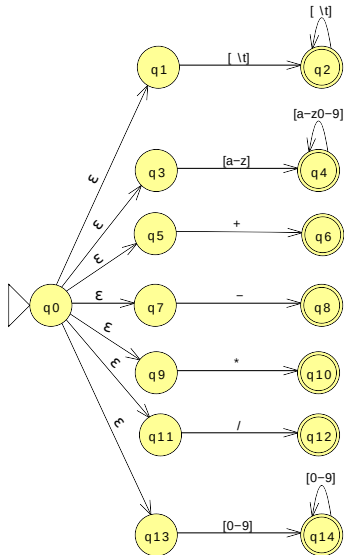 [ \t]
[ \t]
q1
q2
ε
[a-z0-9]
[a-z]
q3
q4
ε
+
q5
q6
ε
ε
-
q0
q7
q8
ε
*
q9
q10
ε
/
q11
q12
ε
[0-9]
[0-9]
q13
q14